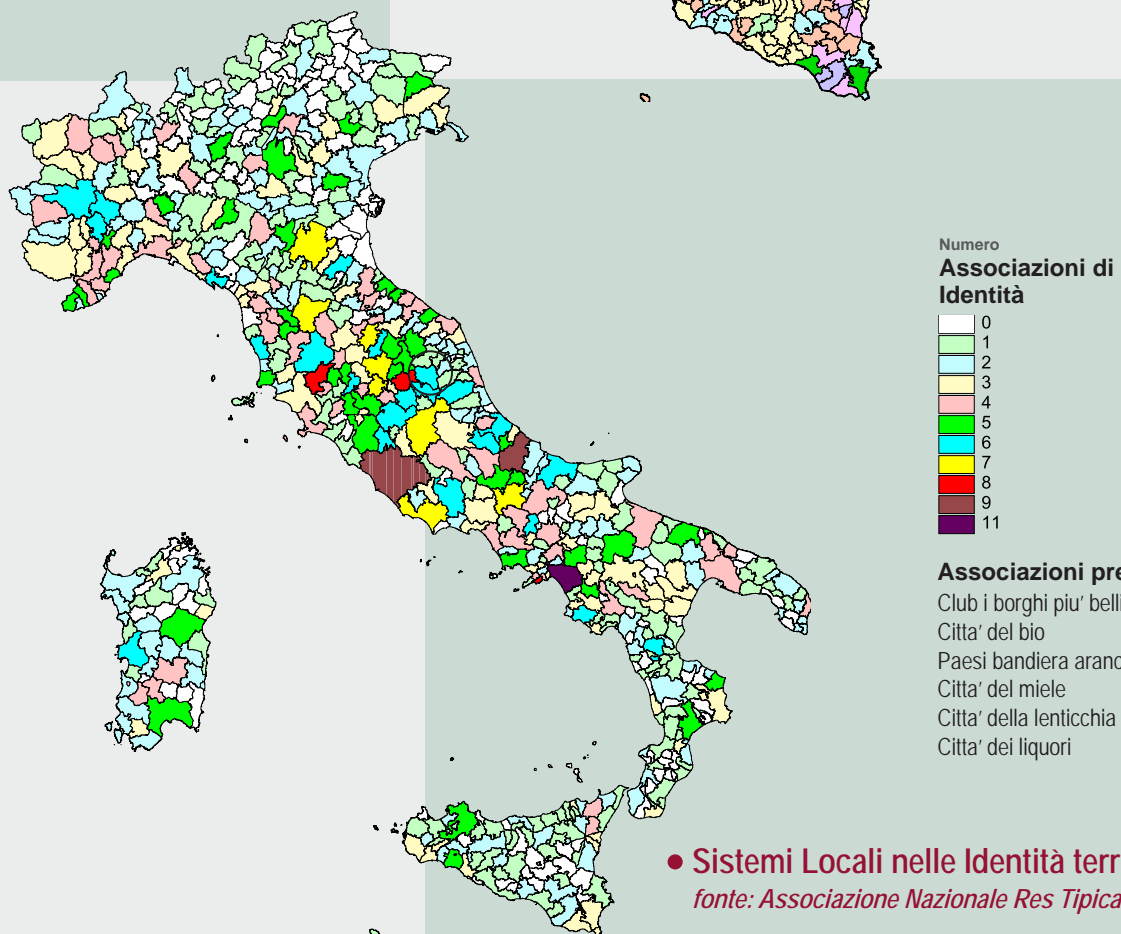 Numero
Associazioni di
Identità
0
1
2
3
4
5
6
7
8
9
11
Associazioni pre
Club i borghi piu' belli
Citta' del bio
Paesi bandiera aranc
Citta' del miele
Citta' della lenticchia
Citta' dei liquori
• Sistemi Locali nelle Identità terr
fonte: Associazione Nazionale Res Tipica